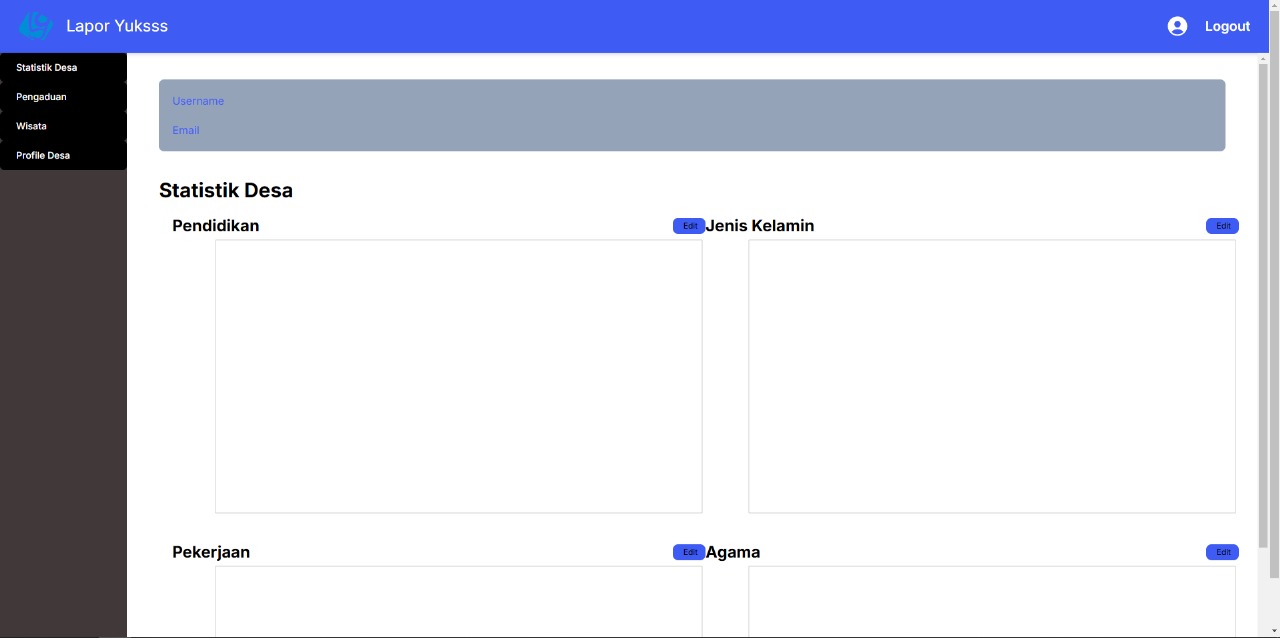 Lapor Yuksss
Logout
Statistik Desa
Pengaduan
Wisata
Profile Desa
Username
Email
Statistik Desa
Pendidikan
Edit
Jenis Kelamin
Edit
Pekerjaan
Edit
Agama
Edit